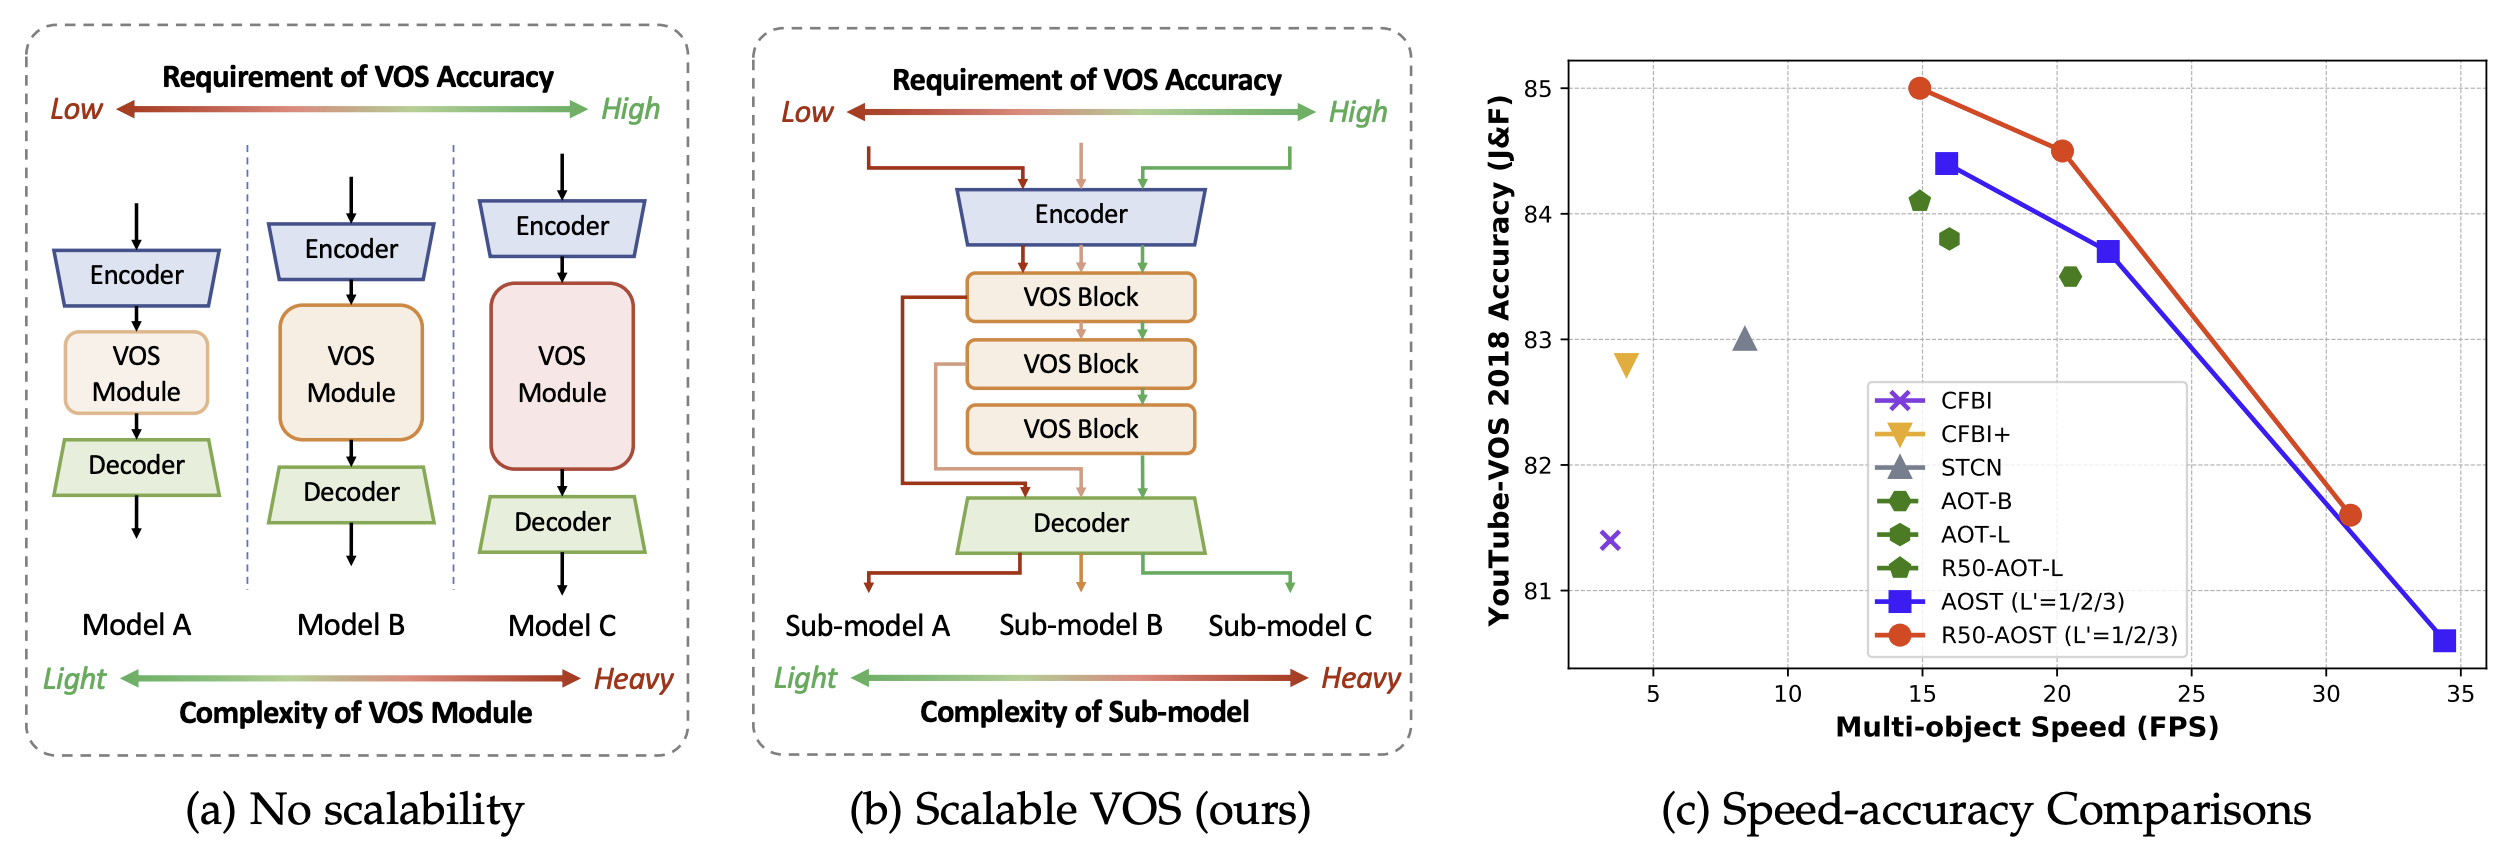 Requirement of VOS Accuracy
Low
High
Encoder
VOS
Module
Decoder
Model A
Encoder
VOS
Module
Decoder
Model B
Encoder
VOS
Module
Decoder
Model C
Light
Heavy
Complexity of VOS Module
(a) No scalability
Requirement of VOS Accuracy
Low
High
Encoder
VOS Block
VOS Block
VOS Block
Decoder
Sub-model A
Sub-model B
Sub-model C
Light
Heavy
Complexity of Sub-model
(b) Scalable VOS (ours)
YouTube-VOS 2018 Accuracy (J&F)
85
84
83
82
81
CFBI
CFBI+
STCN
AOT-B
AOT-L
R50-AOT-L
AOST (L'=1/2/3)
R50-AOST (L'=1/2/3)
5
10
15
20
25
30
35
Multi-object Speed (FPS)
(c) Speed-accuracy Comparisons